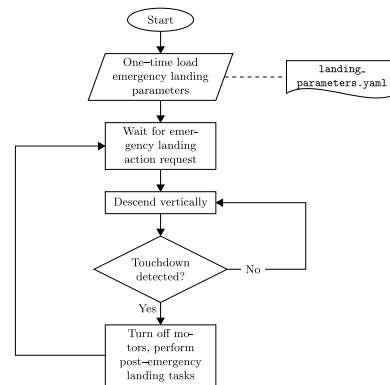 Start
One–time load
emergency landing
parameters
landing_
parameters.yaml
Wait for emer-
gency landing
action request
Descend vertically
Touchdown
detected?
No
Yes
Turn off mo-
tors, perform
post–emergency
landing tasks